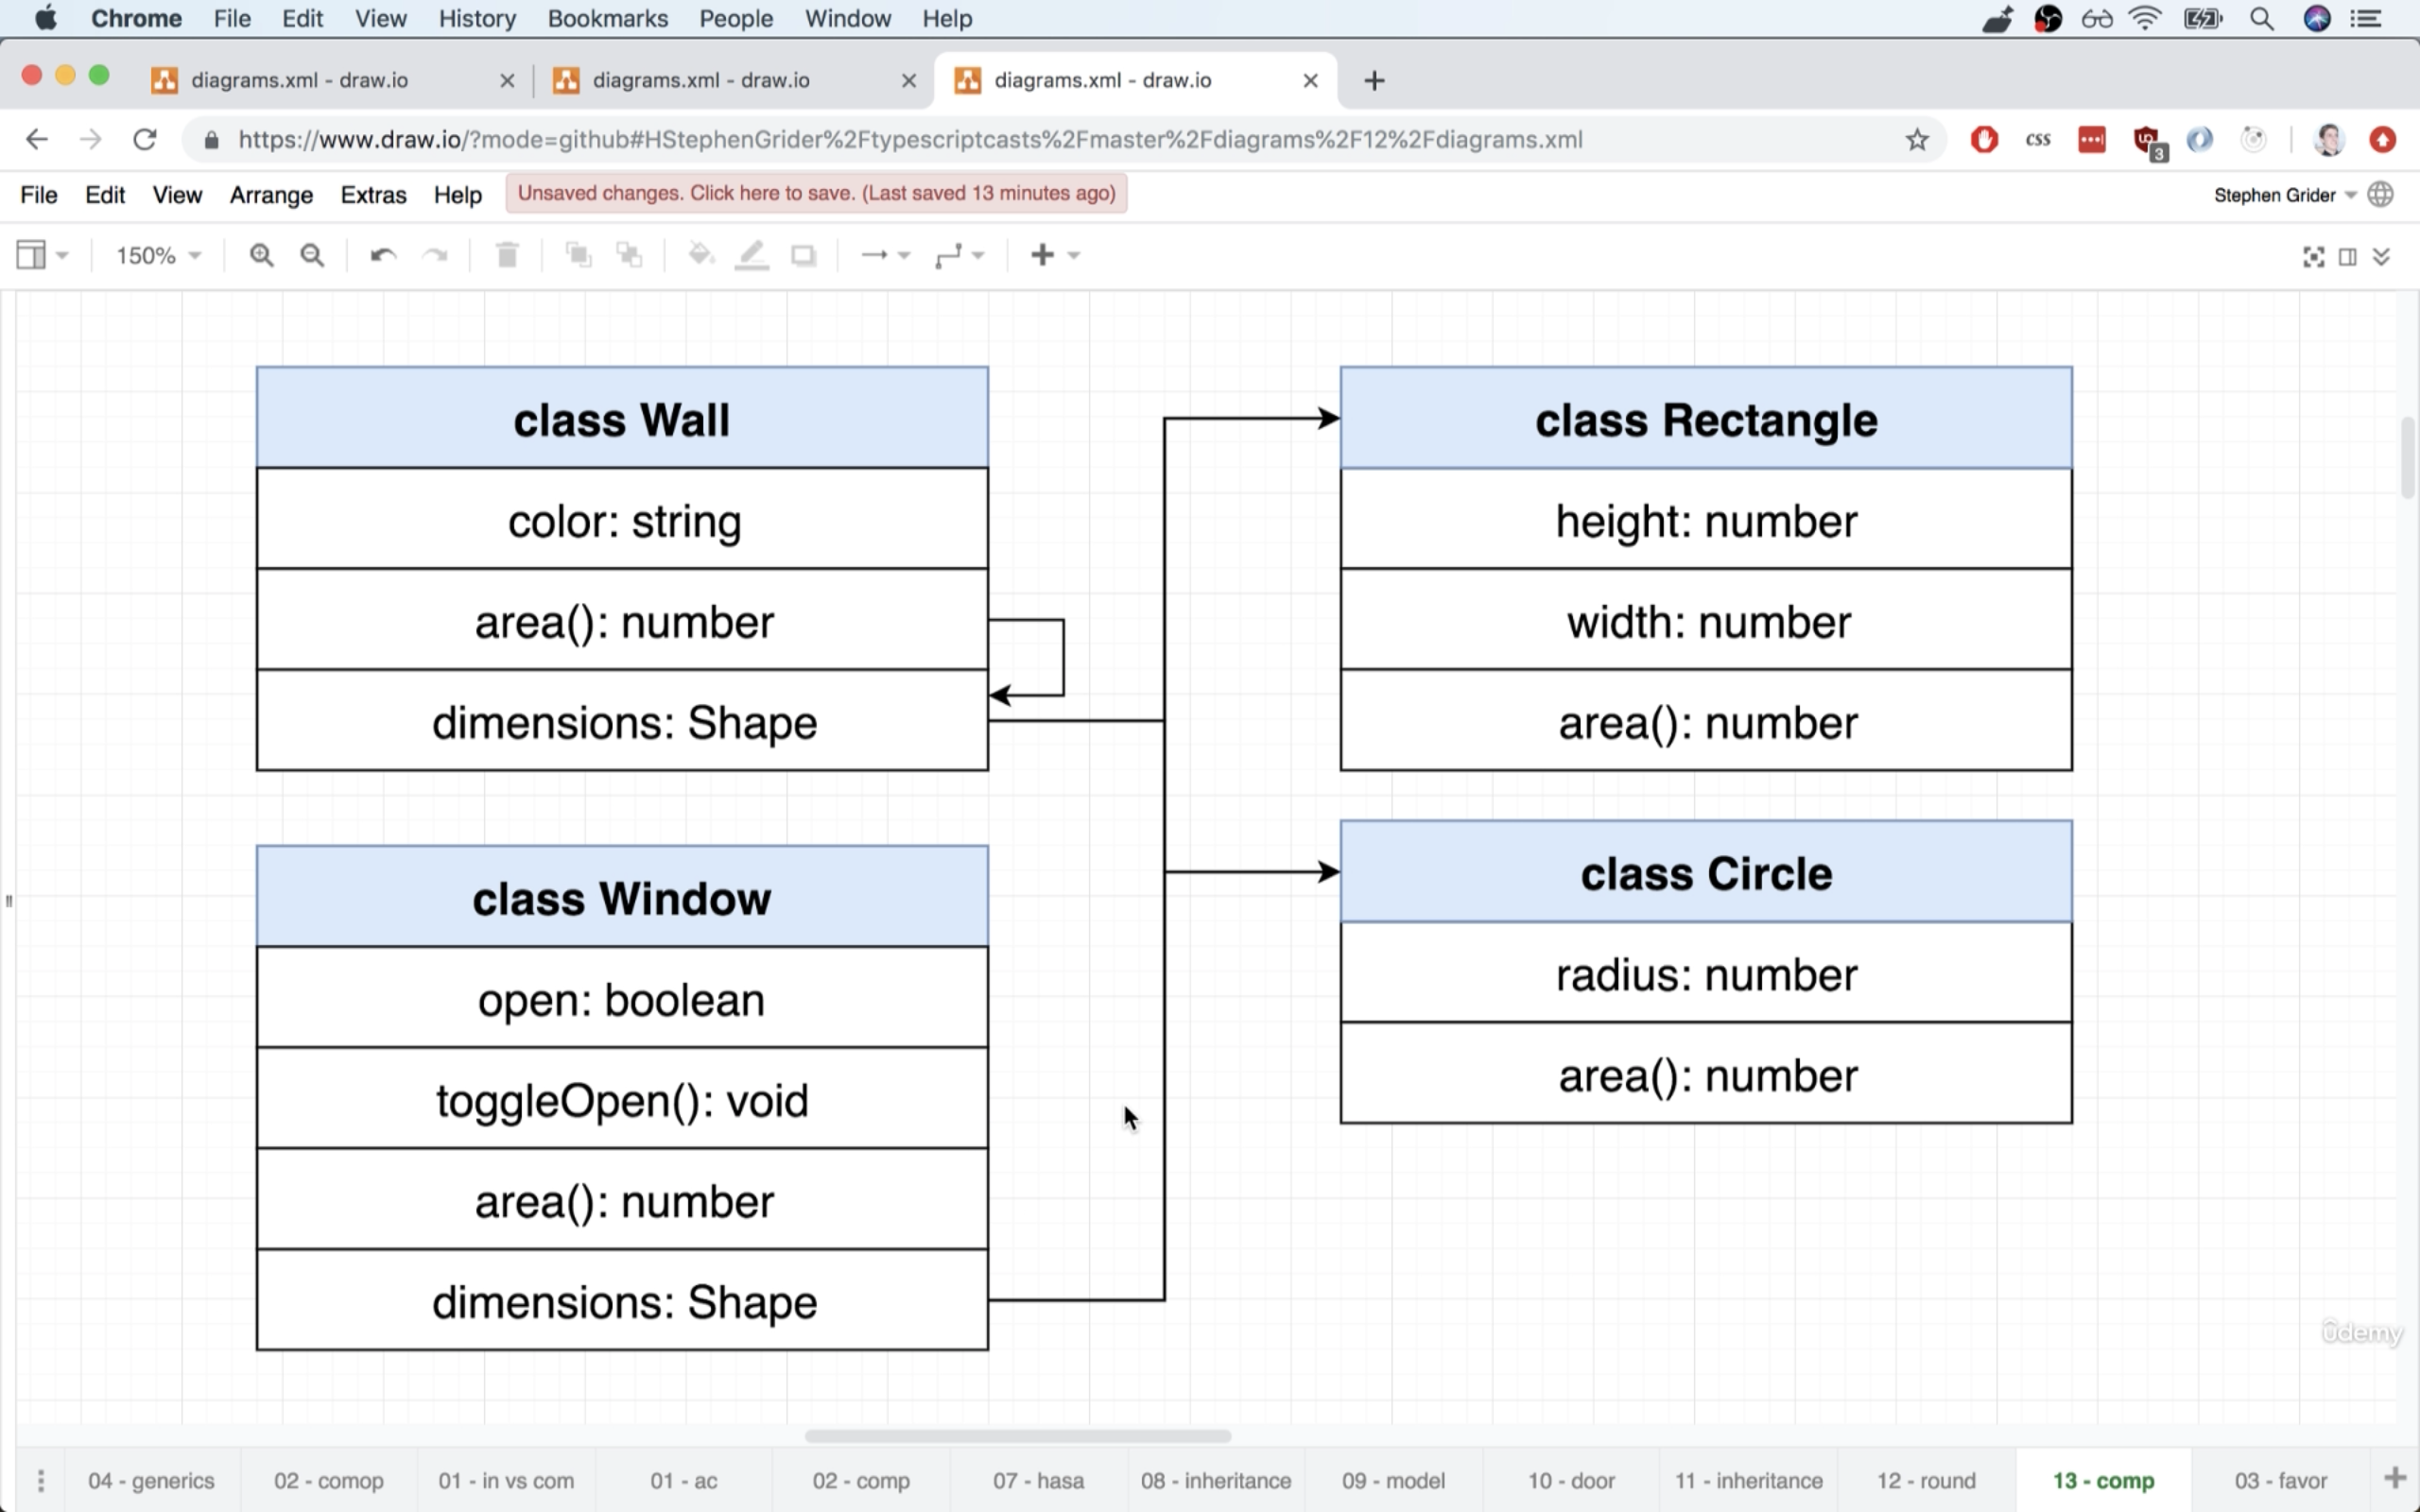 Chrome File Edit View History Bookmarks People Window Help
diagrams.xml - draw.io diagrams.xml - draw.io diagrams.xml - draw.io
https://www.draw.io/?mode=github#HStephenGrider%2Ftypescriptcasts%2Fmaster%2Fdiagrams%2F12%2Fdiagrams.xml css 3
File Edit View Arrange Extras Help Unsaved changes. Click here to save. (Last saved 13 minutes ago) Stephen Grider
150%
class Wall
color: string
area(): number
dimensions: Shape
class Window
open: boolean
toggleOpen(): void
area(): number
dimensions: Shape
class Rectangle
height: number
width: number
area(): number
class Circle
radius: number
area(): number
ûdemy
04 - generics 02 - comop 01 - in vs com 01 - ac 02 - comp 07 - hasa 08 - inheritance 09 - model 10 - door 11 - inheritance 12 - round 13 - comp 03 - favor